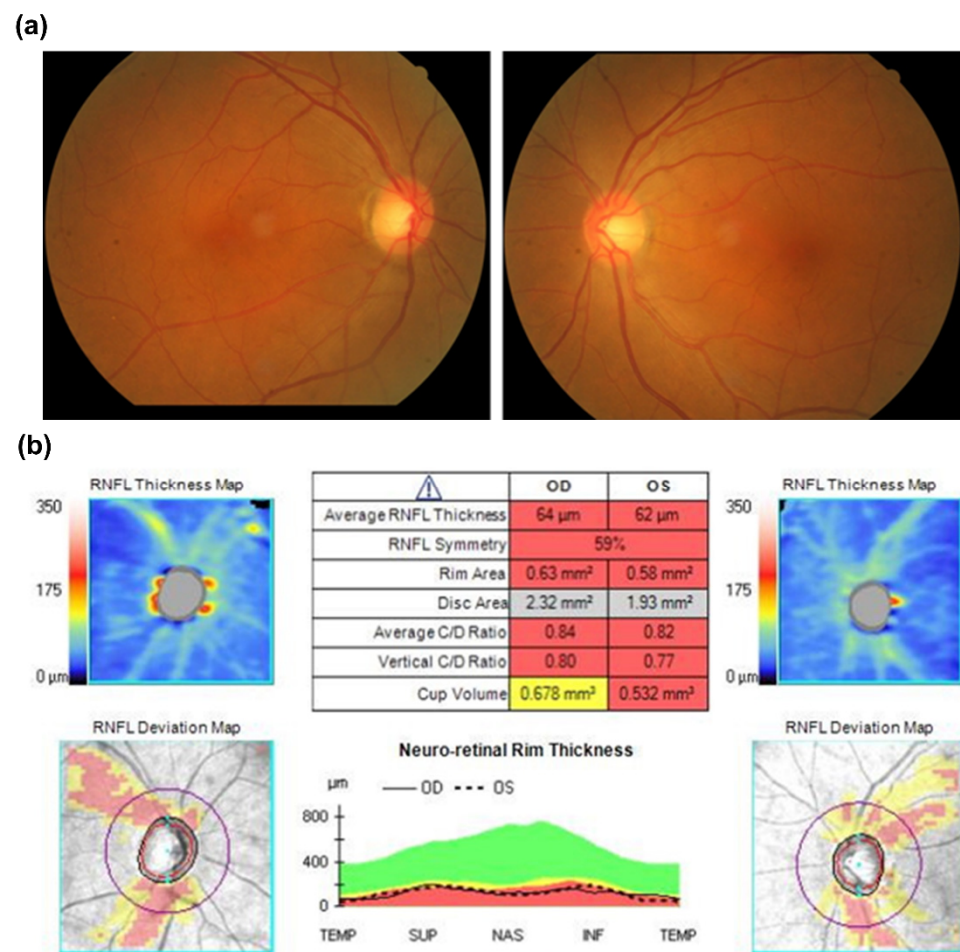 (a)
(b)
RNFL Thickness Map
350
175
0 μm
OD OS
Average RNFL Thickness 64 μm 62 μm
RNFL Symmetry 59%
Rim Area 0.63 mm² 0.58 mm²
Disc Area 2.32 mm² 1.93 mm²
Average C/D Ratio 0.84 0.82
Vertical C/D Ratio 0.80 0.77
Cup Volume 0.678 mm³ 0.532 mm³
RNFL Thickness Map
350
175
0 μm
RNFL Deviation Map
Neuro-retinal Rim Thickness
μm OD OS
800
400
0
TEMP SUP NAS INF TEMP
RNFL Deviation Map